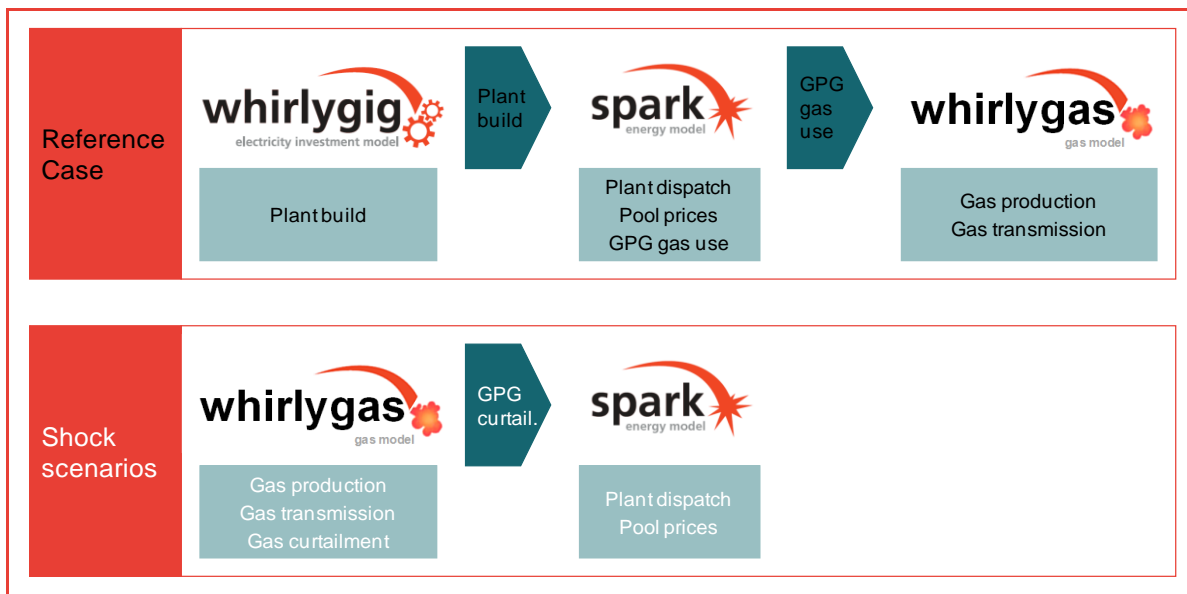 Reference
Case
whirlygig
electricity investment model
Plant build
Plant
build
spark
energy model
Plant dispatch
Pool prices
GPG gas use
GPG
gas
use
whirlygas
gas model
Gas production
Gas transmission
Shock
scenarios
whirlygas
gas model
Gas production
Gas transmission
Gas curtailment
GPG
curtail.
spark
energy model
Plant dispatch
Pool prices